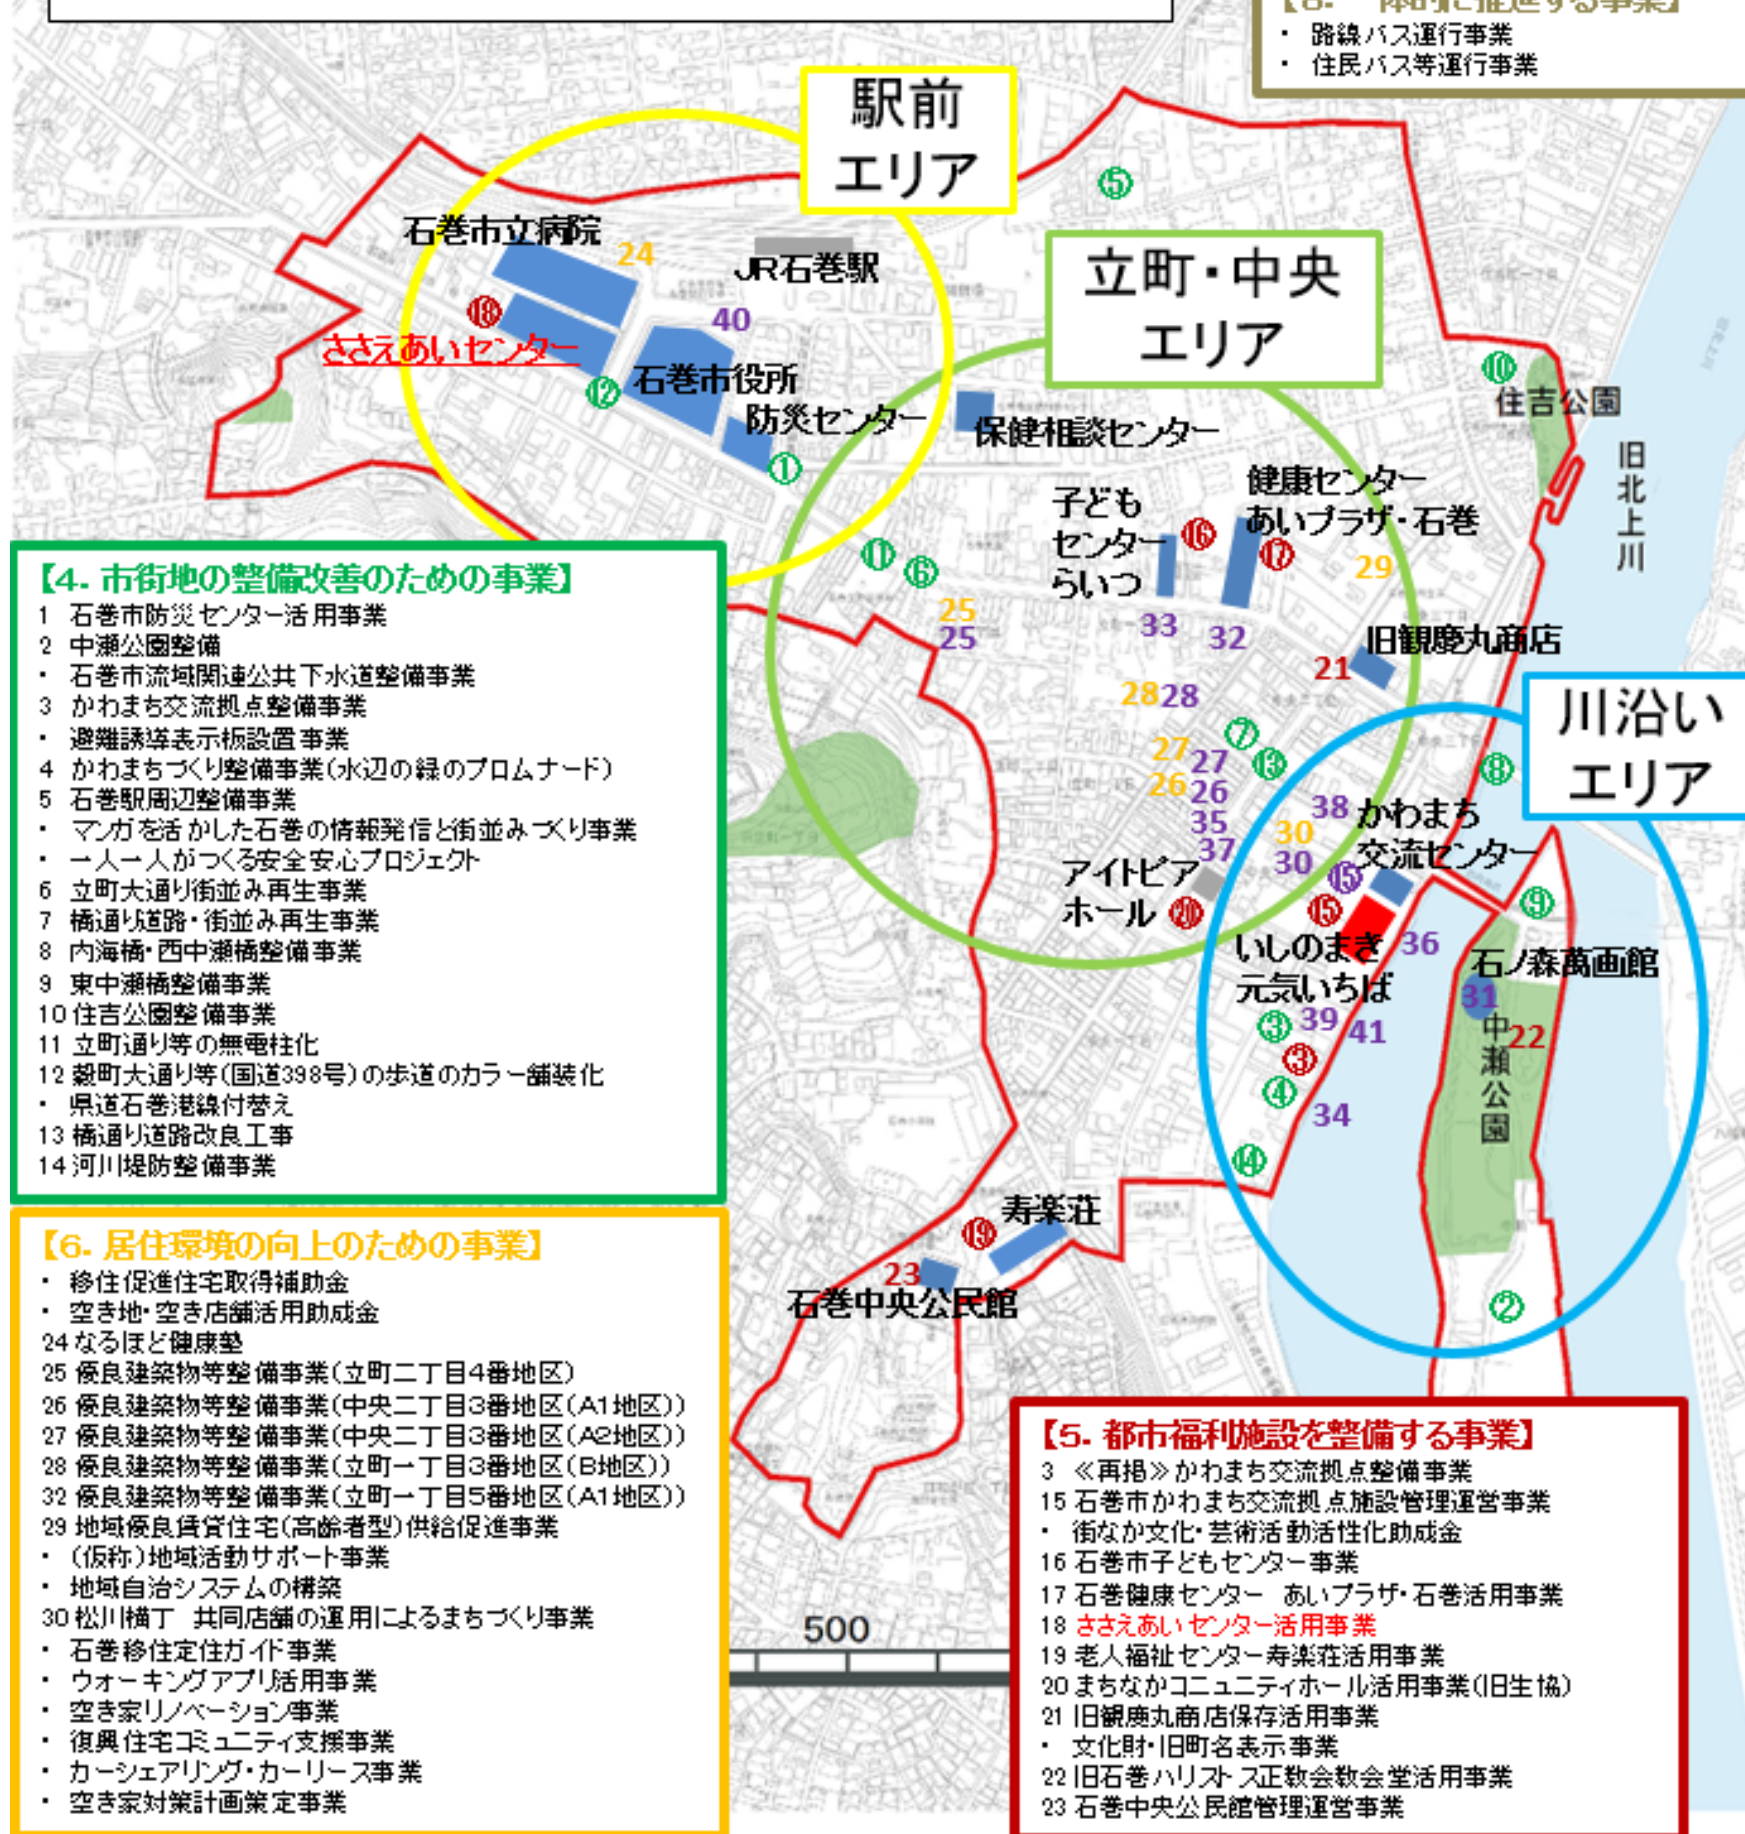 ・ 路線バス運行事業
・ 住民バス等運行事業
駅前
エリア
⑤
石巻市立病院
24
JR石巻駅
立町・中央
エリア
⑱
40
ささえあいセンター
石巻市役所
⑫
⑩
住吉公園
防災センター
保健相談センター
①
旧北上川
健康センター
あいプラザ・石巻
子ども
センター
らいつ
⑯
⑰
⑪
⑥
29
25
25
33
32
旧観慶丸商店
21
28
28
川沿い
エリア
⑦
27
27
⑬
⑧
26
26
38
かわまち
交流センター
35
30
37
30
アイトピア
ホール
⑳
⑮
⑮
⑨
いしのまき
元気いちば
36
石ノ森萬画館
31
中瀬公園
22
③
39
41
③
④
34
⑭
寿楽荘
⑲
23
石巻中央公民館
②
【4. 市街地の整備改善のための事業】
1 石巻市防災センター活用事業
2 中瀬公園整備
・ 石巻市流域関連公共下水道整備事業
3 かわまち交流拠点整備事業
・ 避難誘導表示板設置事業
4 かわまちづくり整備事業(水辺の緑のプロムナード)
5 石巻駅周辺整備事業
・ マンガを活かした石巻の情報発信と街並みづくり事業
・ 一人一人がつくる安全安心プロジェクト
6 立町大通り街並み再生事業
7 橋通り道路・街並み再生事業
8 内海橋・西中瀬橋整備事業
9 東中瀬橋整備事業
10 住吉公園整備事業
11 立町通り等の無電柱化
12 穀町大通り等(国道398号)の歩道のカラー舗装化
・ 県道石巻港線付替え
13 橋通り道路改良工事
14 河川堤防整備事業
【6. 居住環境の向上のための事業】
・ 移住促進住宅取得補助金
・ 空き地・空き店舗活用助成金
24 なるほど健康塾
25 優良建築物等整備事業(立町二丁目4番地区)
26 優良建築物等整備事業(中央二丁目3番地区(A1地区))
27 優良建築物等整備事業(中央二丁目3番地区(A2地区))
28 優良建築物等整備事業(立町一丁目3番地区(B地区))
32 優良建築物等整備事業(立町一丁目5番地区(A1地区))
29 地域優良賃貸住宅(高齢者型)供給促進事業
・ (仮称)地域活動サポート事業
・ 地域自治システムの構築
30 松川横丁 共同店舗の運用によるまちづくり事業
・ 石巻移住定住ガイド事業
・ ウォーキングアプリ活用事業
・ 空き家リノベーション事業
・ 復興住宅コミュニティ支援事業
・ カーシェアリング・カーリース事業
・ 空き家対策計画策定事業
500
【5. 都市福利施設を整備する事業】
3 ≪再掲≫かわまち交流拠点整備事業
15 石巻市かわまち交流拠点施設管理運営事業
・ 街なか文化・芸術活動活性化助成金
16 石巻市子どもセンター事業
17 石巻健康センター あいプラザ・石巻活用事業
18 ささえあいセンター活用事業
19 老人福祉センター寿楽荘活用事業
20 まちなかコニュニティホール活用事業(旧生協)
21 旧観慶丸商店保存活用事業
・ 文化財・旧町名表示事業
22 旧石巻ハリストス正教会教会堂活用事業
23 石巻中央公民館管理運営事業